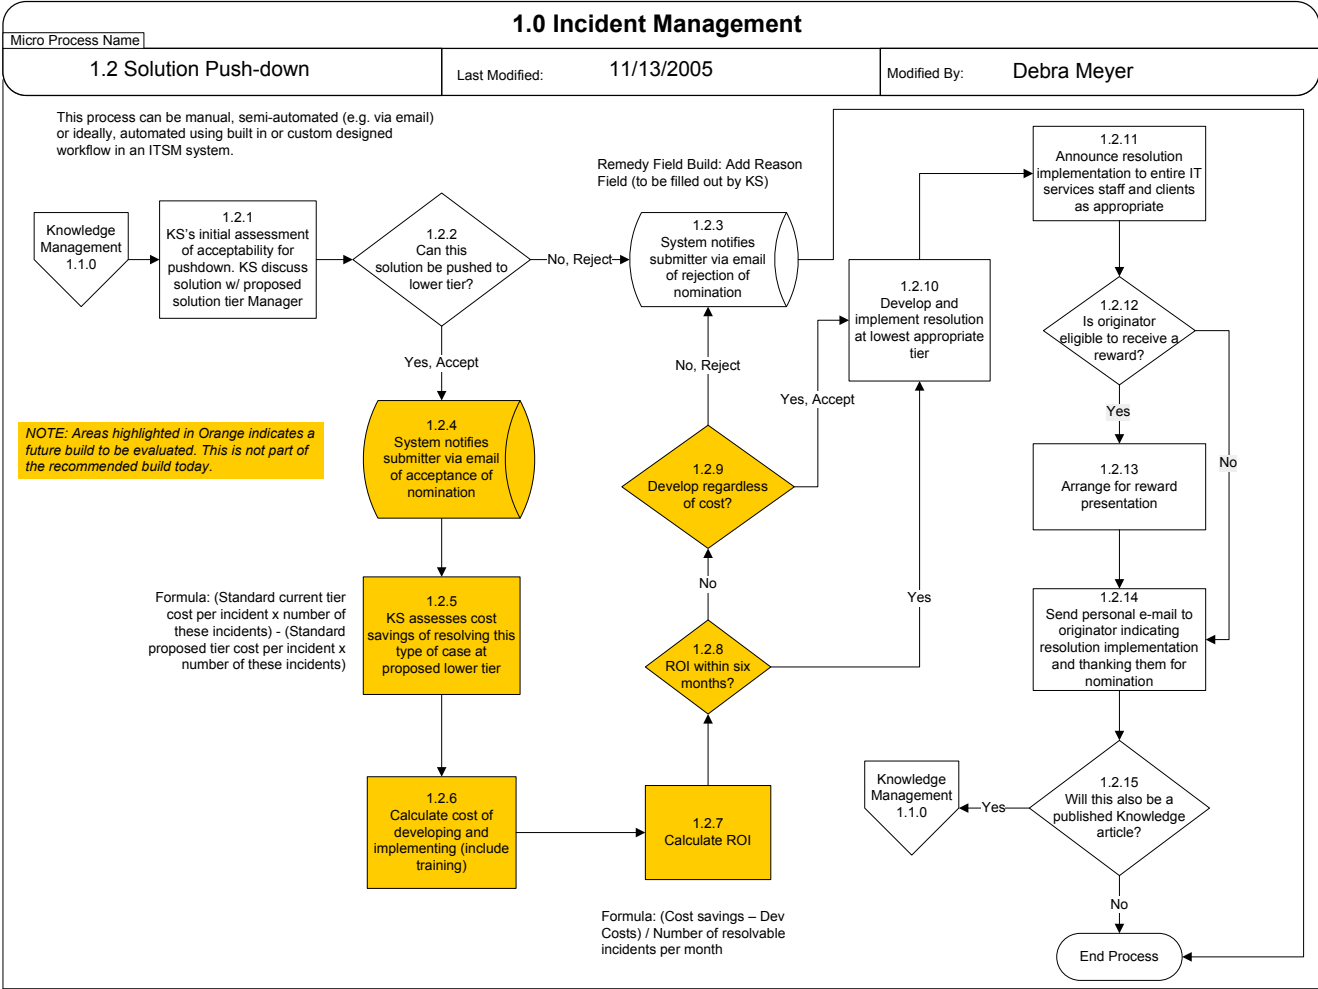 1.0 Incident Management
Micro Process Name
1.2 Solution Push-down
Last Modified:
11/13/2005
Modified By:
Debra Meyer
This process can be manual, semi-automated (e.g. via email)
or ideally, automated using built in or custom designed
workflow in an ITSM system.
Remedy Field Build: Add Reason
Field (to be filled out by KS)
Knowledge
Management
1.1.0
1.2.1
KS's initial assessment
of acceptability for
pushdown. KS discuss
solution w/ proposed
solution tier Manager
1.2.2
Can this
solution be pushed to
lower tier?
No, Reject
1.2.3
System notifies
submitter via email
of rejection of
nomination
Yes, Accept
NOTE: Areas highlighted in Orange indicates a
future build to be evaluated. This is not part of
the recommended build today.
1.2.4
System notifies
submitter via email
of acceptance of
nomination
Formula: (Standard current tier
cost per incident x number of
these incidents) - (Standard
proposed tier cost per incident x
number of these incidents)
1.2.5
KS assesses cost
savings of resolving this
type of case at
proposed lower tier
1.2.6
Calculate cost of
developing and
implementing (include
training)
1.2.7
Calculate ROI
Formula: (Cost savings – Dev
Costs) / Number of resolvable
incidents per month
1.2.8
ROI within six
months?
No
Yes
1.2.9
Develop regardless
of cost?
No, Reject
Yes, Accept
1.2.10
Develop and
implement resolution
at lowest appropriate
tier
1.2.11
Announce resolution
implementation to entire IT
services staff and clients
as appropriate
1.2.12
Is originator
eligible to receive a
reward?
Yes
No
1.2.13
Arrange for reward
presentation
1.2.14
Send personal e-mail to
originator indicating
resolution implementation
and thanking them for
nomination
1.2.15
Will this also be a
published Knowledge
article?
Yes
Knowledge
Management
1.1.0
No
End Process